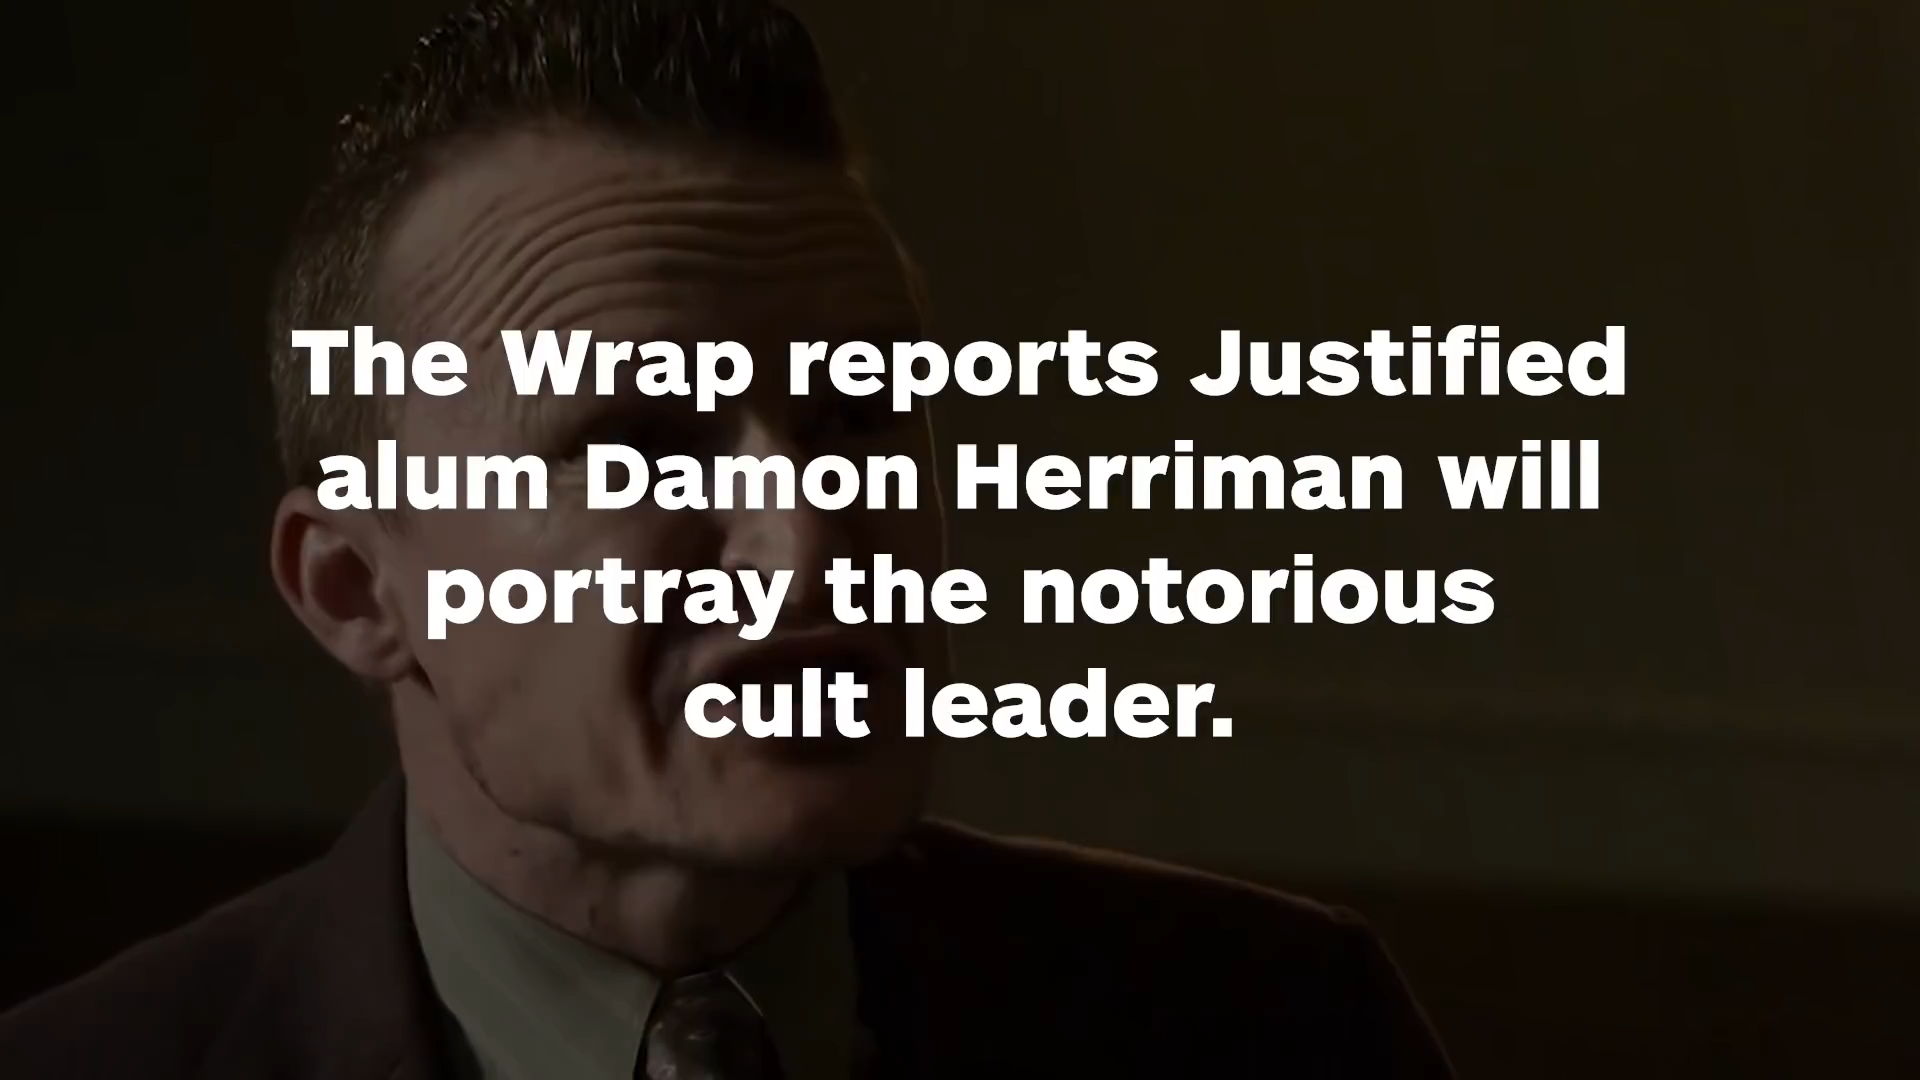 The Wrap reports Justified
alum Damon Herriman will
portray the notorious
cult leader.